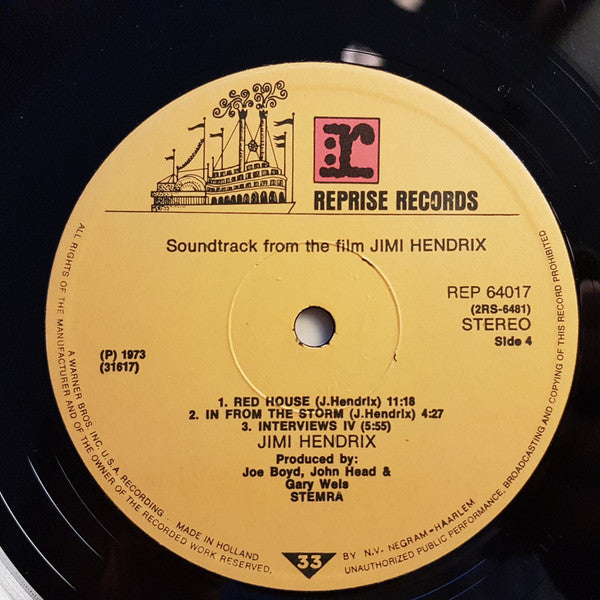 r
REPRISE RECORDS
Soundtrack from the film JIMI HENDRIX
REP 64017
(2RS-6481)
STEREO
Side 4
(P) 1973
(31617)
1. RED HOUSE (J.Hendrix) 11:18
2. IN FROM THE STORM (J.Hendrix) 4:27
3. INTERVIEWS IV (5:55)
JIMI HENDRIX
Produced by:
Joe Boyd, John Head &
Gary Weis
STEMRA
33
ALL RIGHTS OF THE MANUFACTURER AND OF THE OWNER OF THE RECORDED WORK RESERVED.
A WARNER BROS. INC. U.S.A. RECORDING
MADE IN HOLLAND
BY N.V. NEGRAM-HAARLEM
UNAUTHORIZED PUBLIC PERFORMANCE, BROADCASTING AND COPYING OF THIS RECORD PROHIBITED